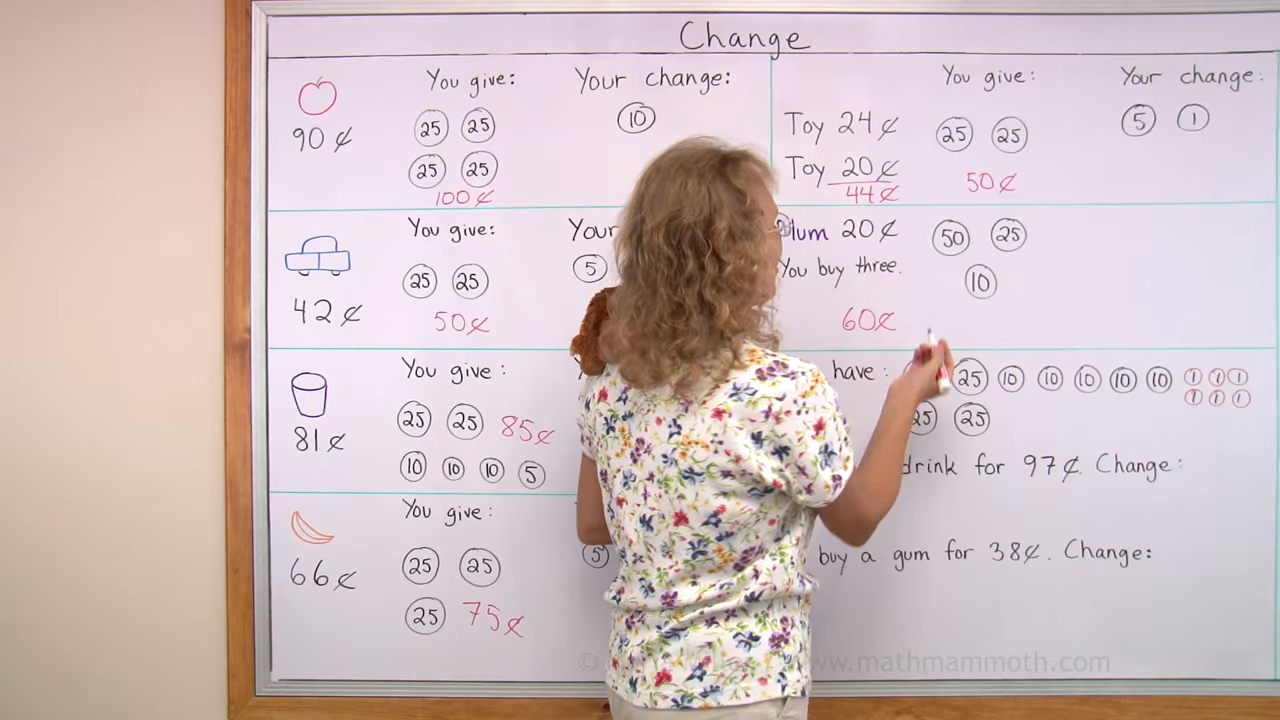 Change
90¢
You give:
25 25
25 25
100¢
Your change:
10
42¢
You give:
25 25
50¢
Your
5
81¢
You give:
25 25 85¢
10 10 10 5
66¢
You give:
25 25
25 75¢
5
Toy 24¢
Toy 20¢
44¢
You give:
25 25
50¢
Your change:
5 1
Plum 20¢
You buy three.
60¢
50 25
10
have: 25 10 10 10 10 10 1 1 1
1 1 1
25 25
drink for 97¢. Change:
buy a gum for 38¢. Change:
www.mathmammoth.com